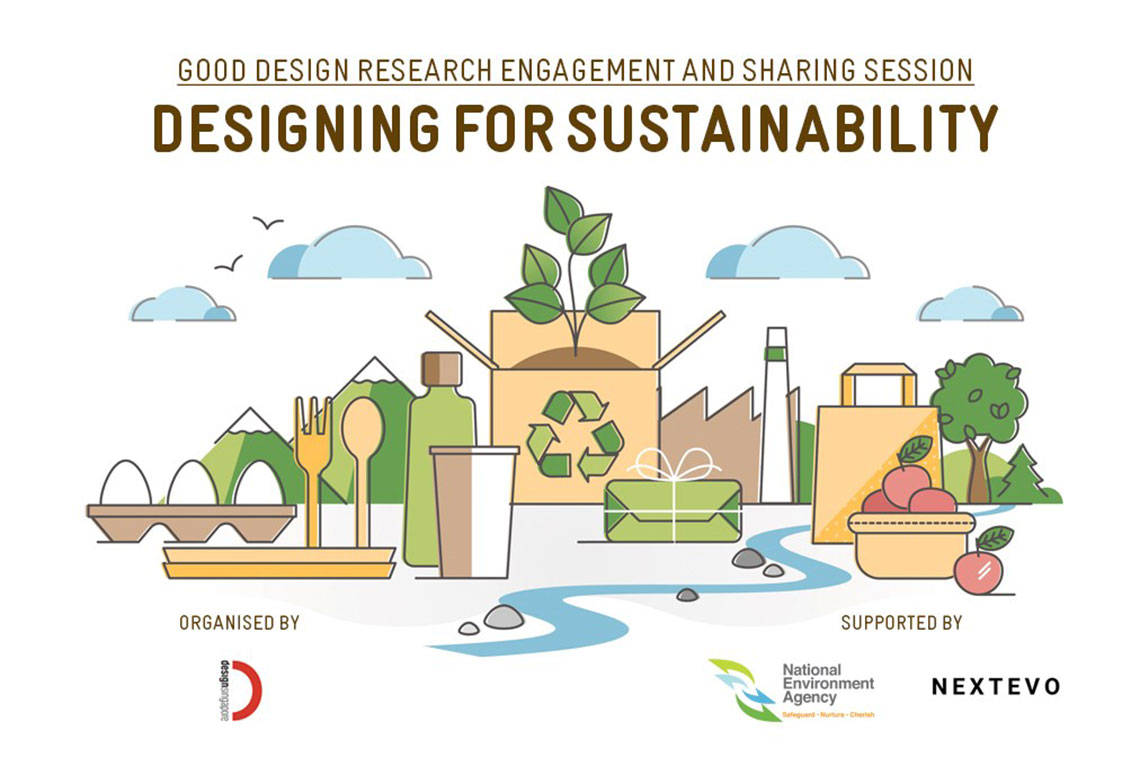 GOOD DESIGN RESEARCH ENGAGEMENT AND SHARING SESSION
DESIGNING FOR SUSTAINABILITY
ORGANISED BY
designsingapore
SUPPORTED BY
National
Environment
Agency
Safeguard · Nurture · Cherish
NEXTEVO